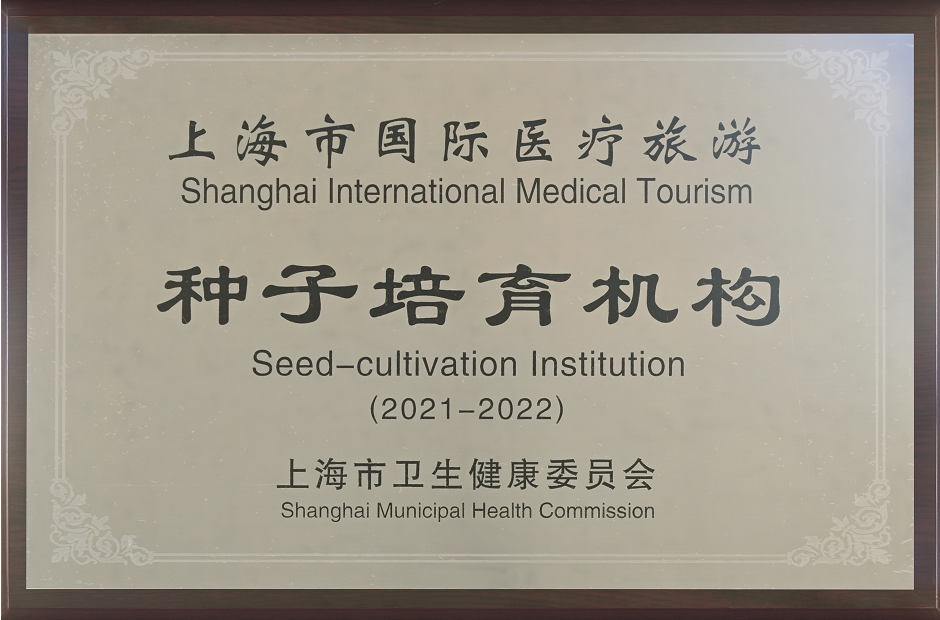 上海市国际医疗旅游
Shanghai International Medical Tourism
种子培育机构
Seed-cultivation Institution
(2021-2022)
上海市卫生健康委员会
Shanghai Municipal Health Commission